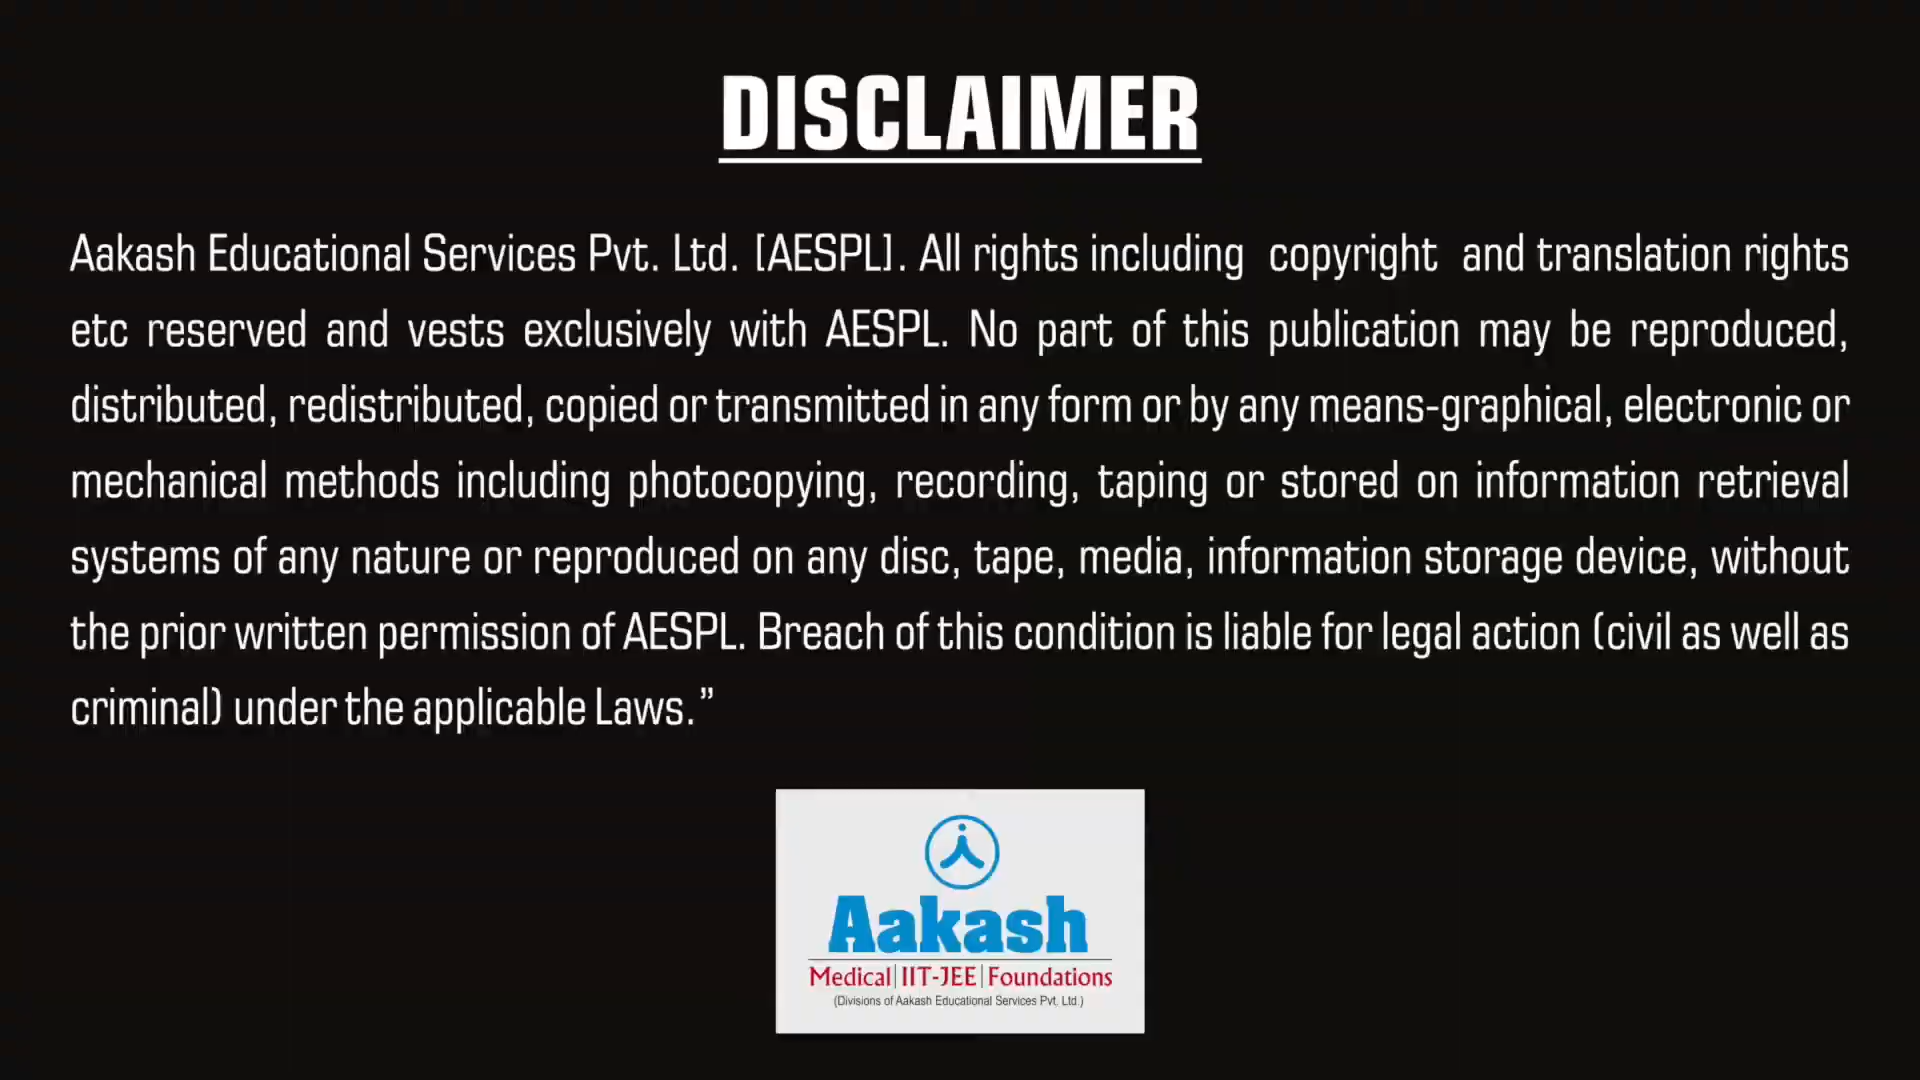 DISCLAIMER
Aakash Educational Services Pvt. Ltd. [AESPL]. All rights including copyright and translation rights
etc reserved and vests exclusively with AESPL. No part of this publication may be reproduced,
distributed, redistributed, copied or transmitted in any form or by any means-graphical, electronic or
mechanical methods including photocopying, recording, taping or stored on information retrieval
systems of any nature or reproduced on any disc, tape, media, information storage device, without
the prior written permission of AESPL. Breach of this condition is liable for legal action (civil as well as
criminal) under the applicable Laws.”
Aakash
Medical|IIT-JEE|Foundations
(Divisions of Aakash Educational Services Pvt. Ltd.)